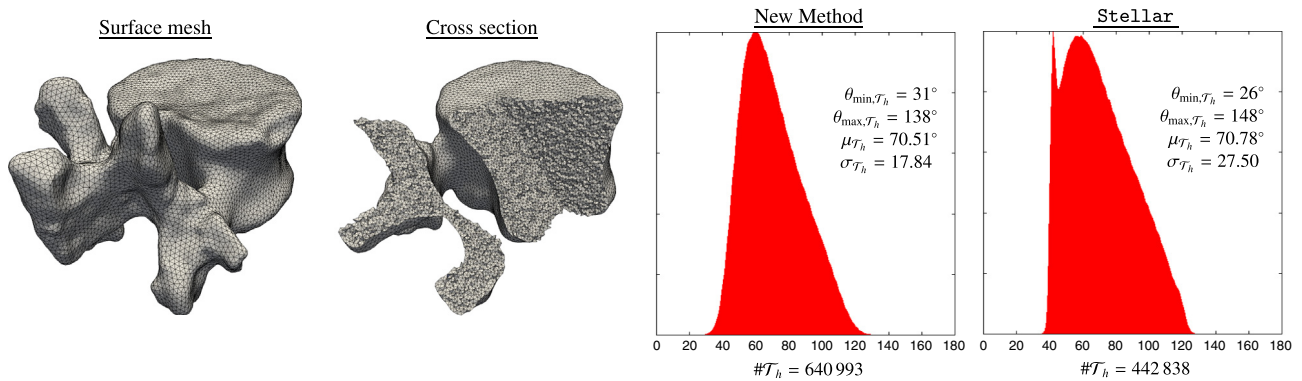 Surface mesh
Cross section
New Method
θmin,𝒯h = 31°
θmax,𝒯h = 138°
μ𝒯h = 70.51°
σ𝒯h = 17.84
0 20 40 60 80 100 120 140 160 180
#𝒯h = 640 993
Stellar
θmin,𝒯h = 26°
θmax,𝒯h = 148°
μ𝒯h = 70.78°
σ𝒯h = 27.50
0 20 40 60 80 100 120 140 160 180
#𝒯h = 442 838